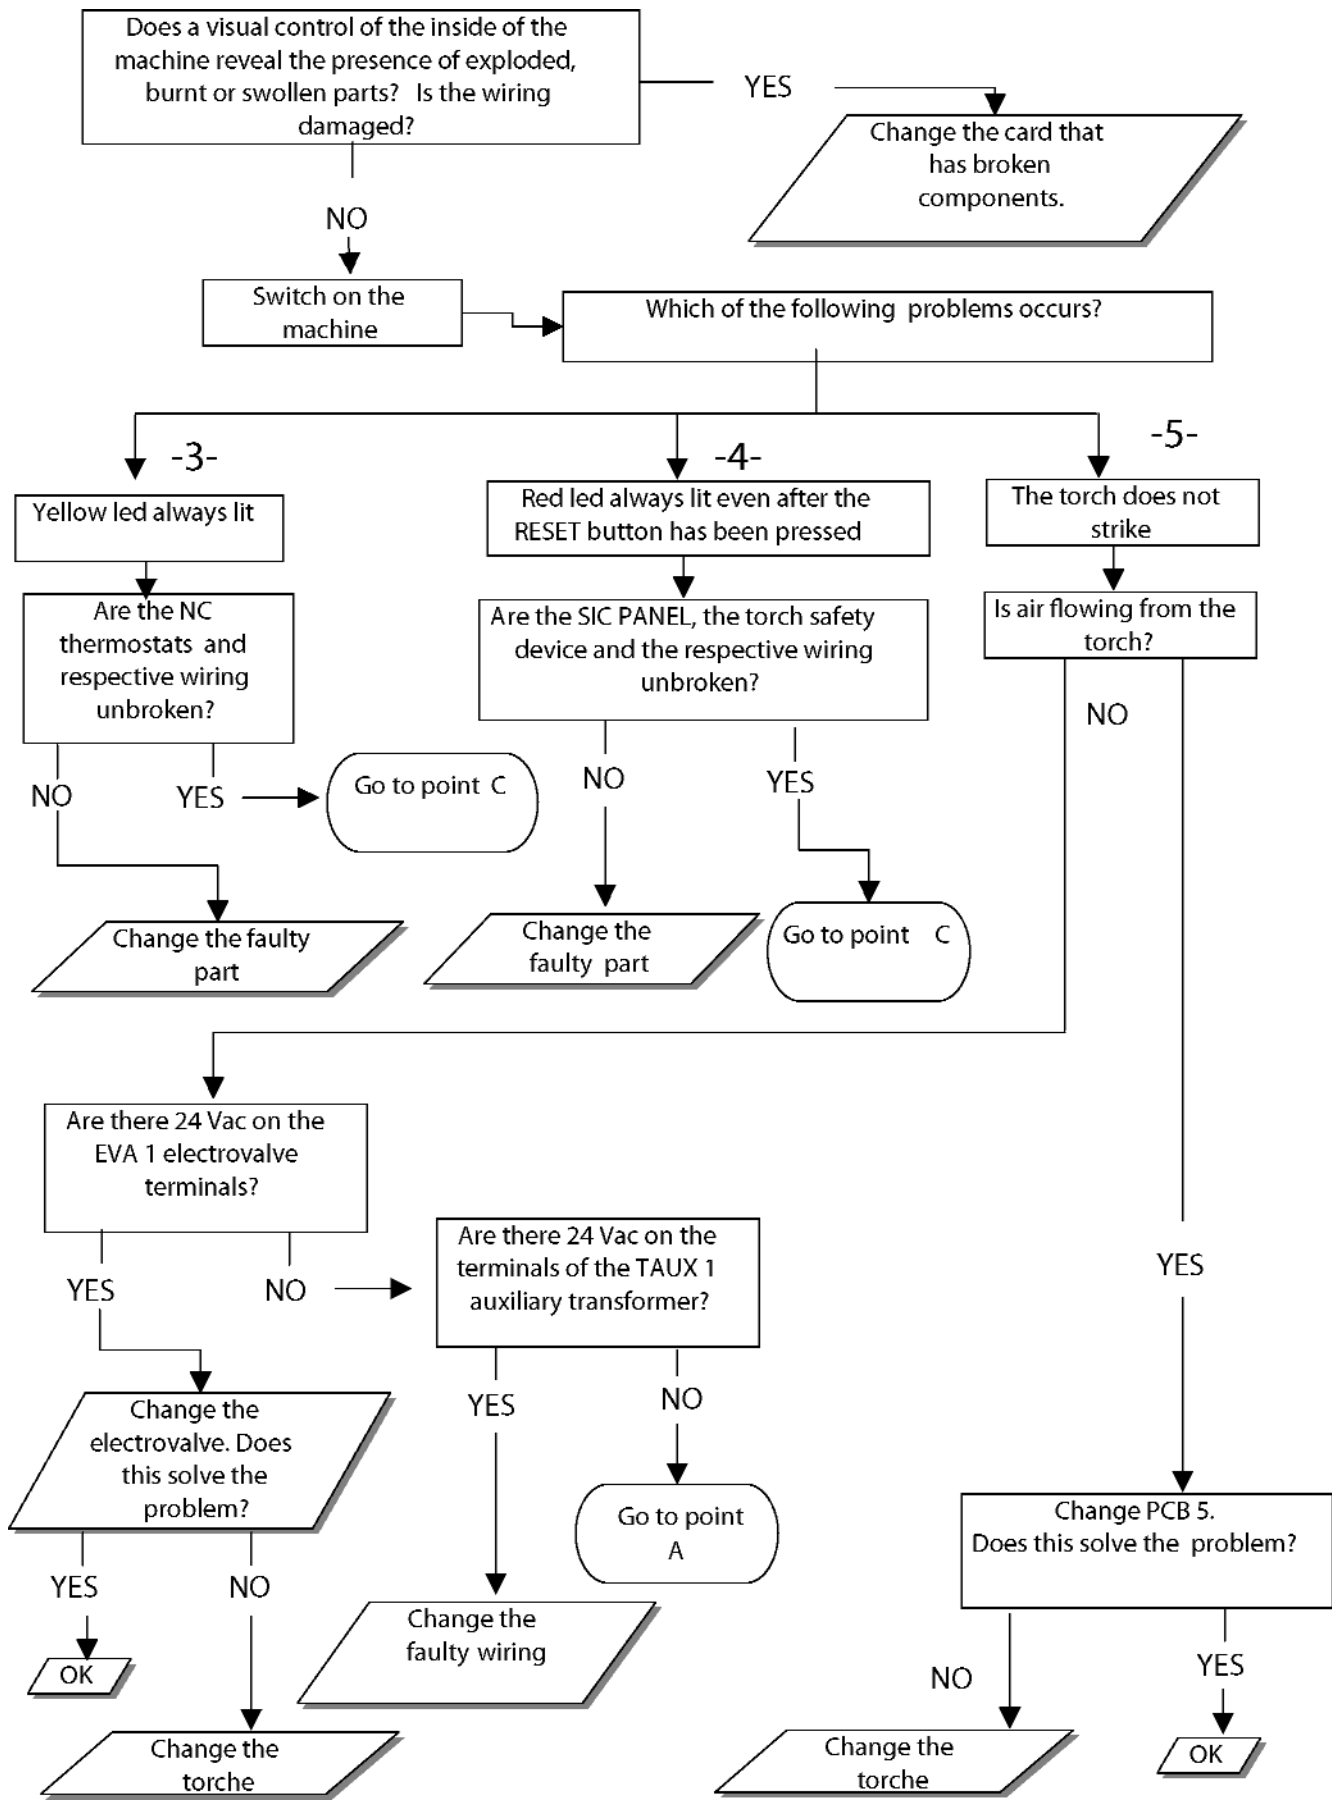 Does a visual control of the inside of the
machine reveal the presence of exploded,
burnt or swollen parts? Is the wiring
damaged?
YES
Change the card that
has broken
components.
NO
Switch on the
machine
Which of the following problems occurs?
-3-
-4-
-5-
Yellow led always lit
Red led always lit even after the
RESET button has been pressed
The torch does not
strike
Are the NC
thermostats and
respective wiring
unbroken?
Are the SIC PANEL, the torch safety
device and the respective wiring
unbroken?
Is air flowing from the
torch?
NO
YES
Go to point C
NO
YES
NO
Change the faulty
part
Change the
faulty part
Go to point C
Are there 24 Vac on the
EVA 1 electrovalve
terminals?
YES
NO
Are there 24 Vac on the
terminals of the TAUX 1
auxiliary transformer?
YES
Change the
electrovalve. Does
this solve the
problem?
YES
NO
Go to point
A
Change PCB 5.
Does this solve the problem?
YES
NO
OK
Change the
faulty wiring
NO
YES
Change the
torche
Change the
torche
OK